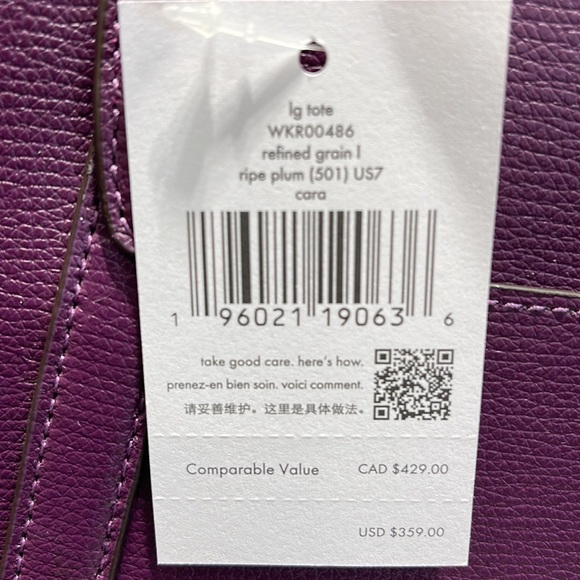 lg tote
WKR00486
refined grain l
ripe plum (501) US7
cara
1 96021 19063 6
take good care. here's how.
prenez-en bien soin. voici comment.
请妥善维护。这里是具体做法。
Comparable Value CAD $429.00
USD $359.00